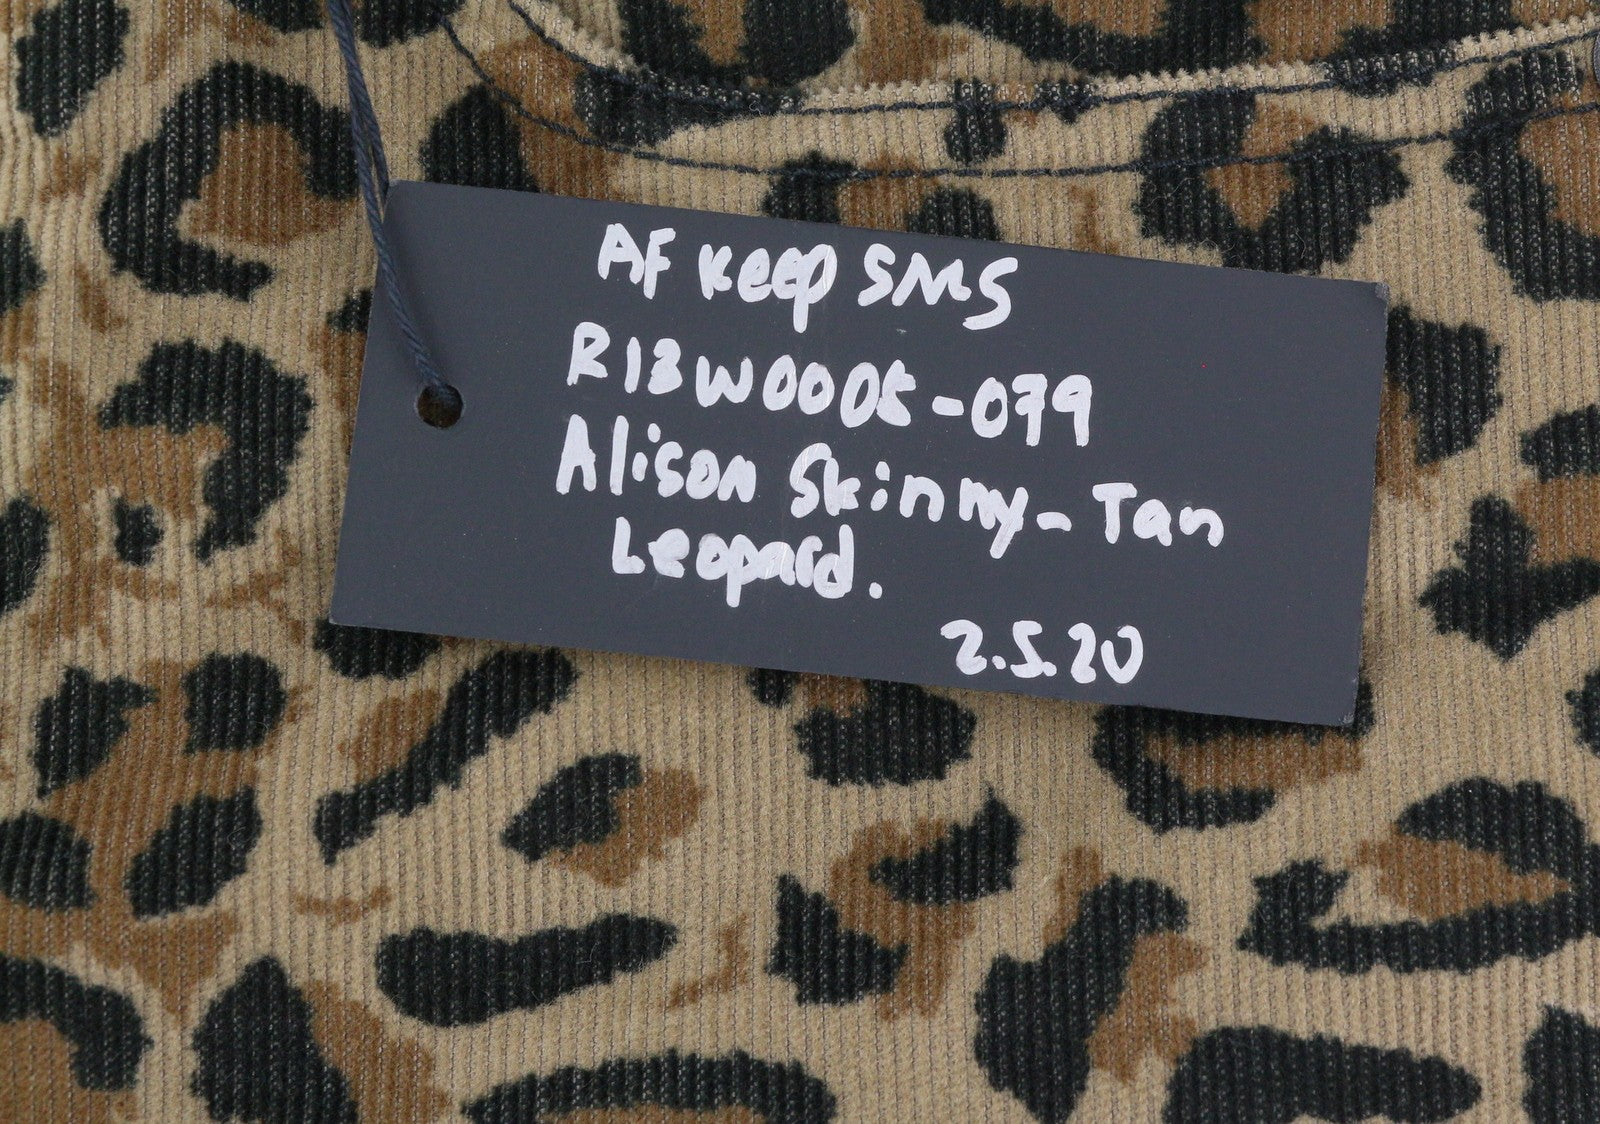 AF Keep SMS
R13W0005-079
Alison Skinny-Tan
Leopard.
2.5.20